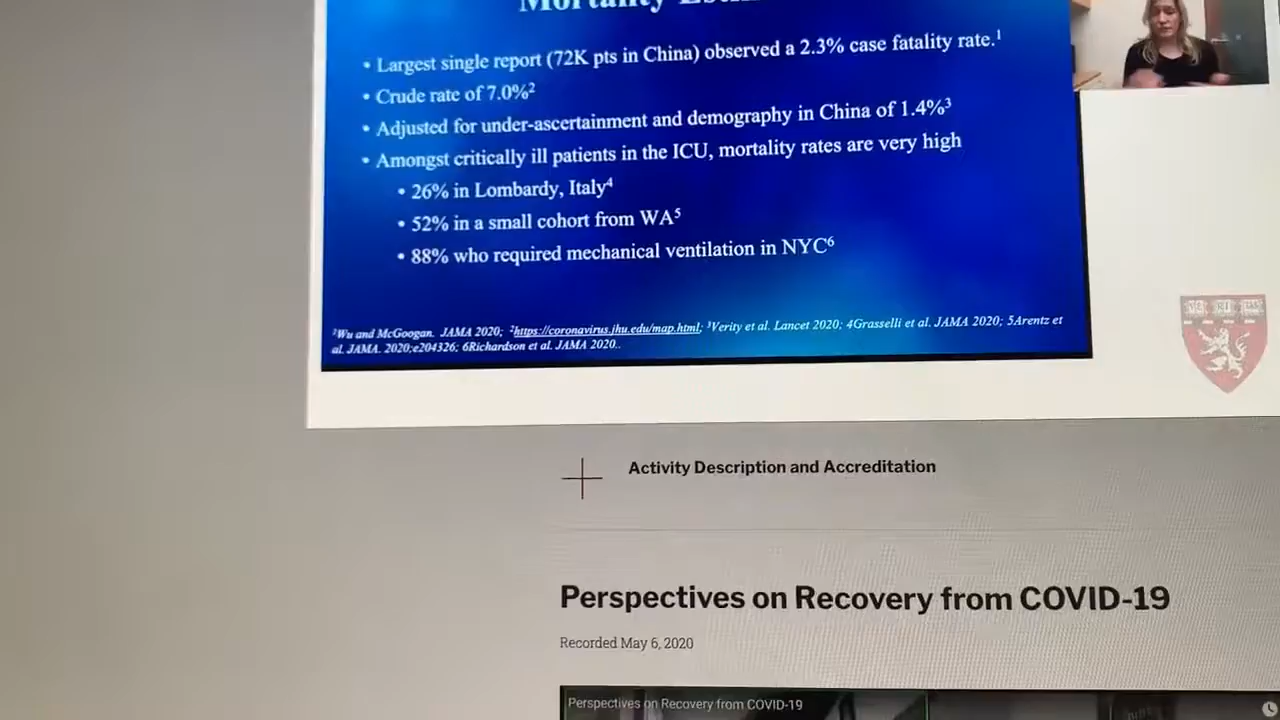 Mortality
• Largest single report (72K pts in China) observed a 2.3% case fatality rate.1
• Crude rate of 7.0%2
• Adjusted for under-ascertainment and demography in China of 1.4%3
• Amongst critically ill patients in the ICU, mortality rates are very high
• 26% in Lombardy, Italy4
• 52% in a small cohort from WA5
• 88% who required mechanical ventilation in NYC6
1Wu and McGoogan. JAMA 2020; 2https://coronavirus.jhu.edu/map.html; 3Verity et al. Lancet 2020; 4Grasselli et al. JAMA 2020; 5Arentz et
al. JAMA. 2020;e204326; 6Richardson et al. JAMA 2020..
Activity Description and Accreditation
Perspectives on Recovery from COVID-19
Recorded May 6, 2020
Perspectives on Recovery from COVID-19